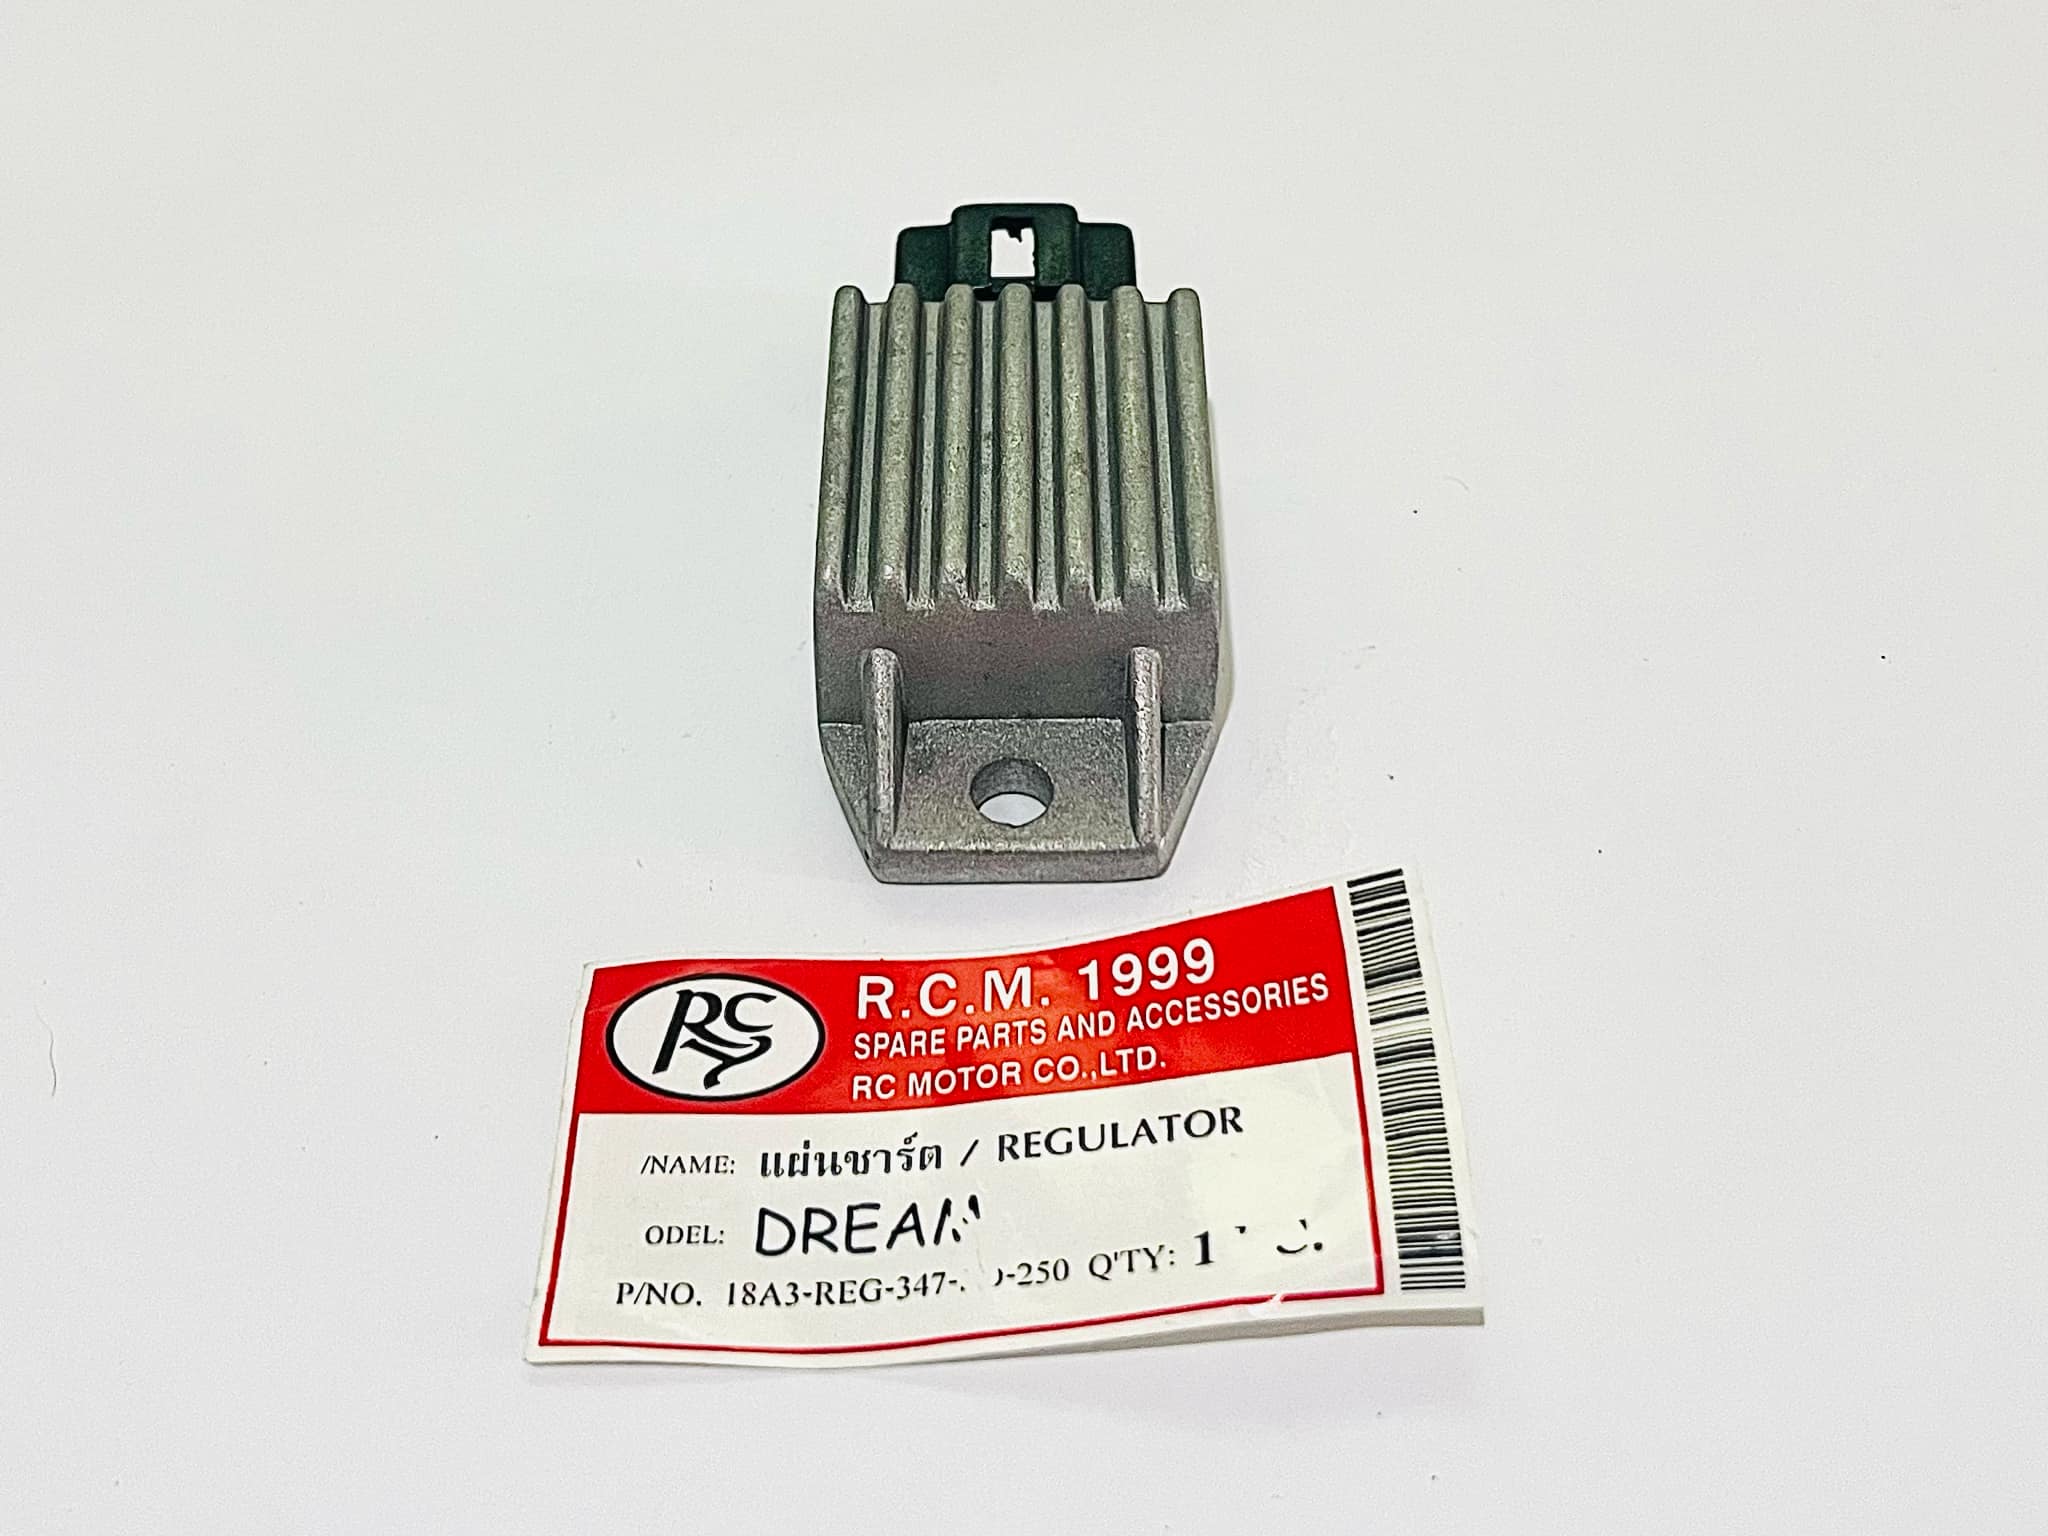 RC
R.C.M. 1999
SPARE PARTS AND ACCESSORIES
RC MOTOR CO.,LTD.
/NAME: แผ่นชาร์ต / REGULATOR
ODEL: DREAM
P/NO. 18A3-REG-347- -250 Q'TY: 1